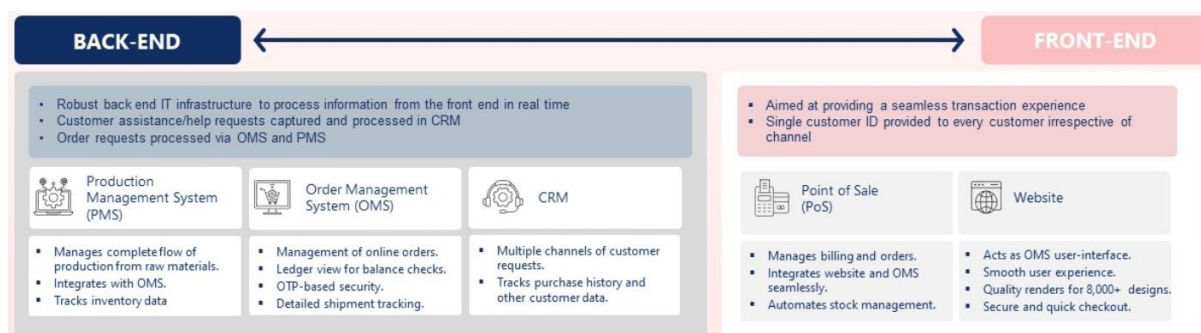 BACK-END
FRONT-END
• Robust back end IT infrastructure to process information from the front end in real time
• Customer assistance/help requests captured and processed in CRM
• Order requests processed via OMS and PMS
• Aimed at providing a seamless transaction experience
• Single customer ID provided to every customer irrespective of
channel
Production
Management System
(PMS)
Order Management
System (OMS)
CRM
Point of Sale
(PoS)
Website
▪ Manages complete flow of
production from raw materials.
▪ Integrates with OMS.
▪ Tracks inventory data
▪ Management of online orders.
▪ Ledger view for balance checks.
▪ OTP-based security.
▪ Detailed shipment tracking.
▪ Multiple channels of customer
requests.
▪ Tracks purchase history and
other customer data.
▪ Manages billing and orders.
▪ Integrates website and OMS
seamlessly.
▪ Automates stock management.
▪ Acts as OMS user-interface.
▪ Smooth user experience.
▪ Quality renders for 8,000+ designs.
▪ Secure and quick checkout.